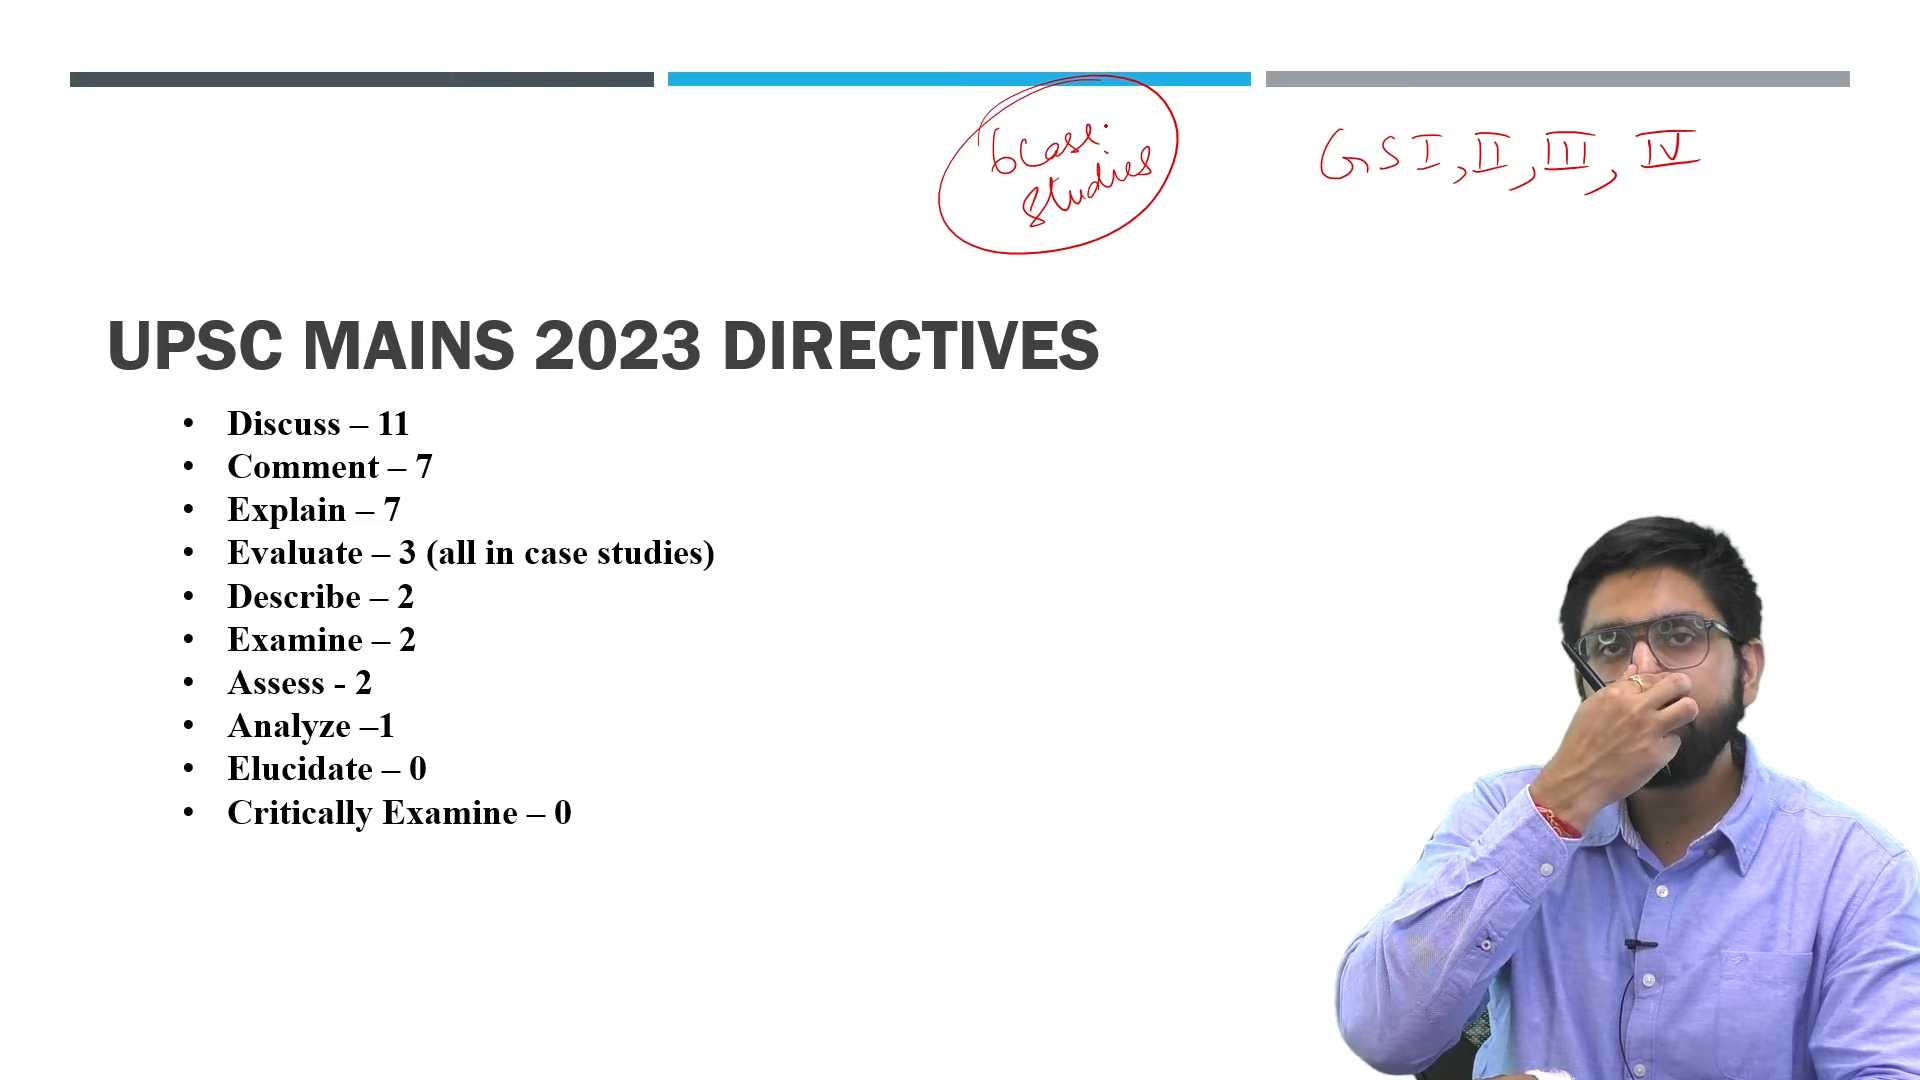 6 Case
Studies
GS I, II, III, IV
UPSC MAINS 2023 DIRECTIVES
• Discuss – 11
• Comment – 7
• Explain – 7
• Evaluate – 3 (all in case studies)
• Describe – 2
• Examine – 2
• Assess - 2
• Analyze –1
• Elucidate – 0
• Critically Examine – 0